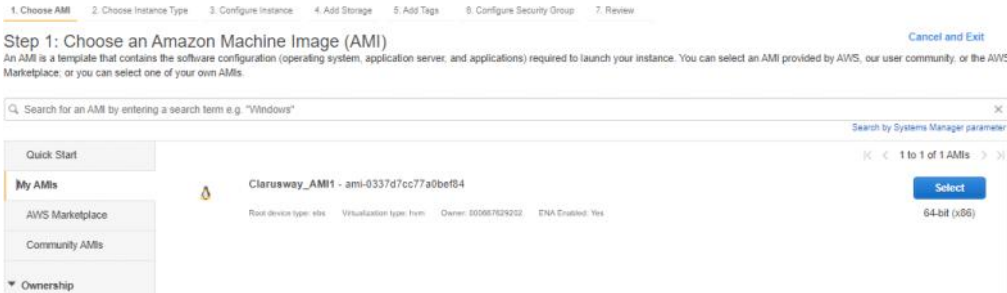 1. Choose AMI 2. Choose Instance Type 3. Configure Instance 4. Add Storage 5. Add Tags 6. Configure Security Group 7. Review
Step 1: Choose an Amazon Machine Image (AMI)
Cancel and Exit
An AMI is a template that contains the software configuration (operating system, application server, and applications) required to launch your instance. You can select an AMI provided by AWS, our user community, or the AWS
Marketplace; or you can select one of your own AMIs.
Search for an AMI by entering a search term e.g. "Windows"
Search by Systems Manager parameter
Quick Start
1 to 1 of 1 AMIs
My AMIs
Clarusway_AMI1 - ami-0337d7cc77a0bef84
Select
AWS Marketplace
Root device type: ebs Virtualization type: hvm Owner: ENA Enabled: Yes
64-bit (x86)
Community AMIs
Ownership